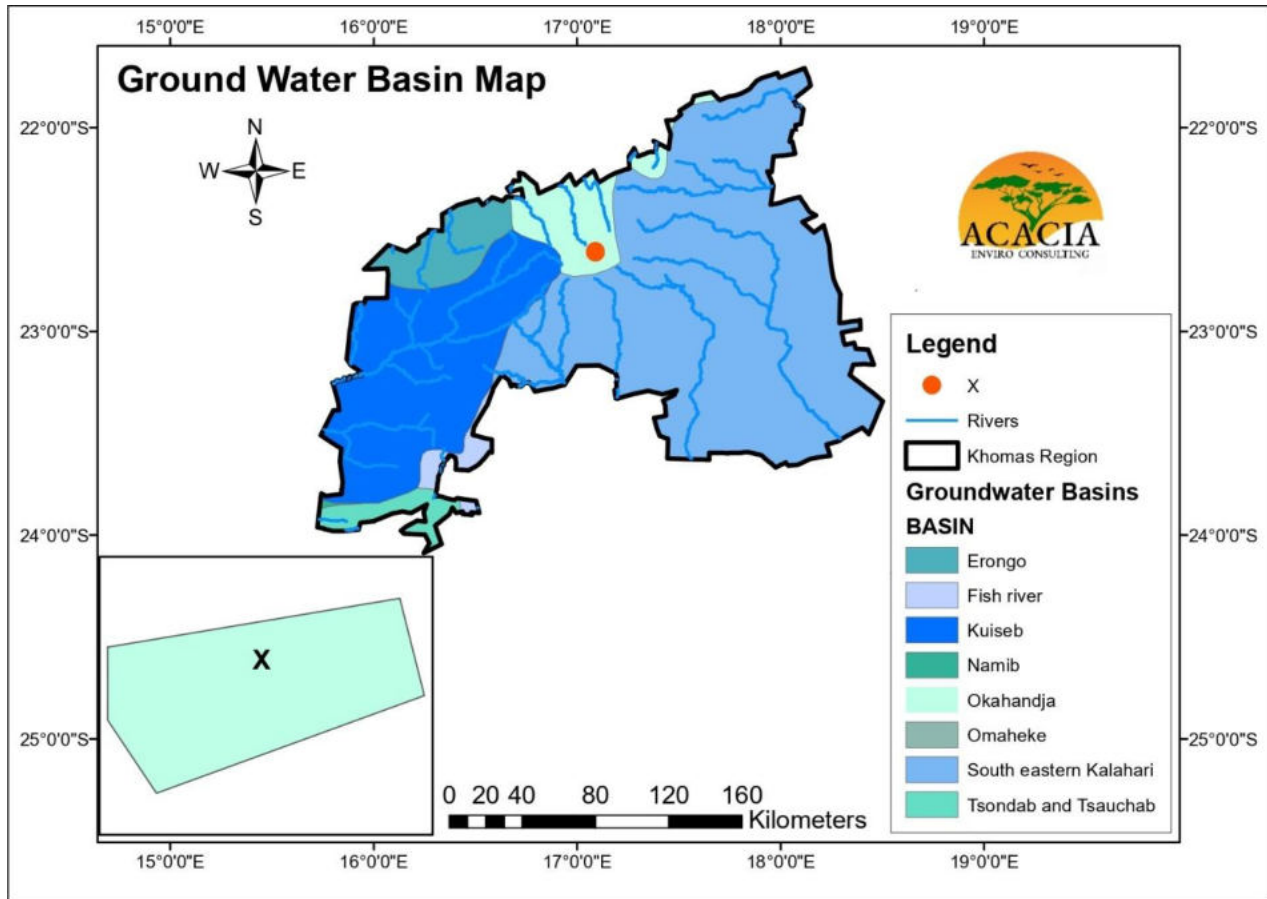 15°0'0"E 16°0'0"E 17°0'0"E 18°0'0"E 19°0'0"E
Ground Water Basin Map
N
W E
S
22°0'0"S 22°0'0"S
ACACIA
ENVIRO CONSULTING
23°0'0"S 23°0'0"S
Legend
X
Rivers
Khomas Region
Groundwater Basins
BASIN
Erongo
Fish river
Kuiseb
Namib
Okahandja
Omaheke
South eastern Kalahari
Tsondab and Tsauchab
24°0'0"S 24°0'0"S
X
25°0'0"S 25°0'0"S
0 20 40 80 120 160
Kilometers
15°0'0"E 16°0'0"E 17°0'0"E 18°0'0"E 19°0'0"E